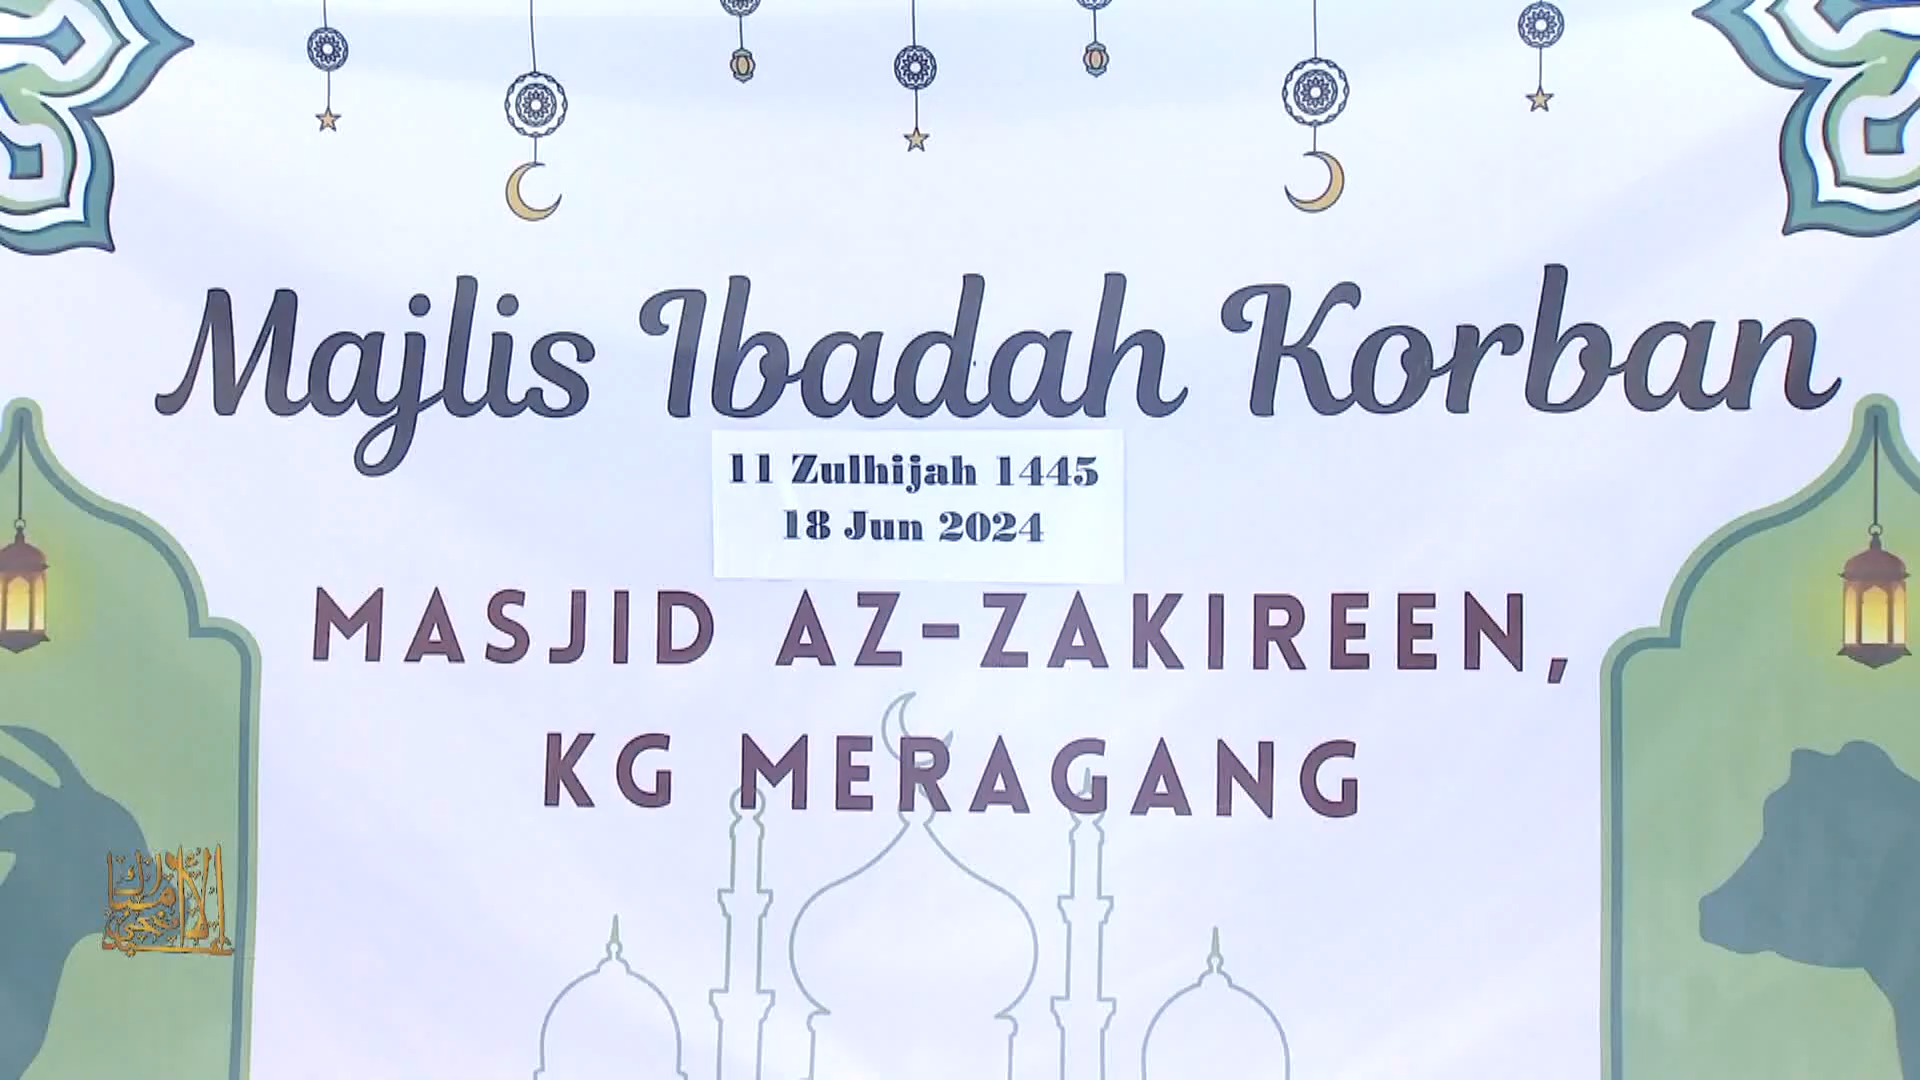 Majlis Ibadah Korban
11 Zulhijah 1445
18 Jun 2024
MASJID AZ-ZAKIREEN,
KG MERAGANG